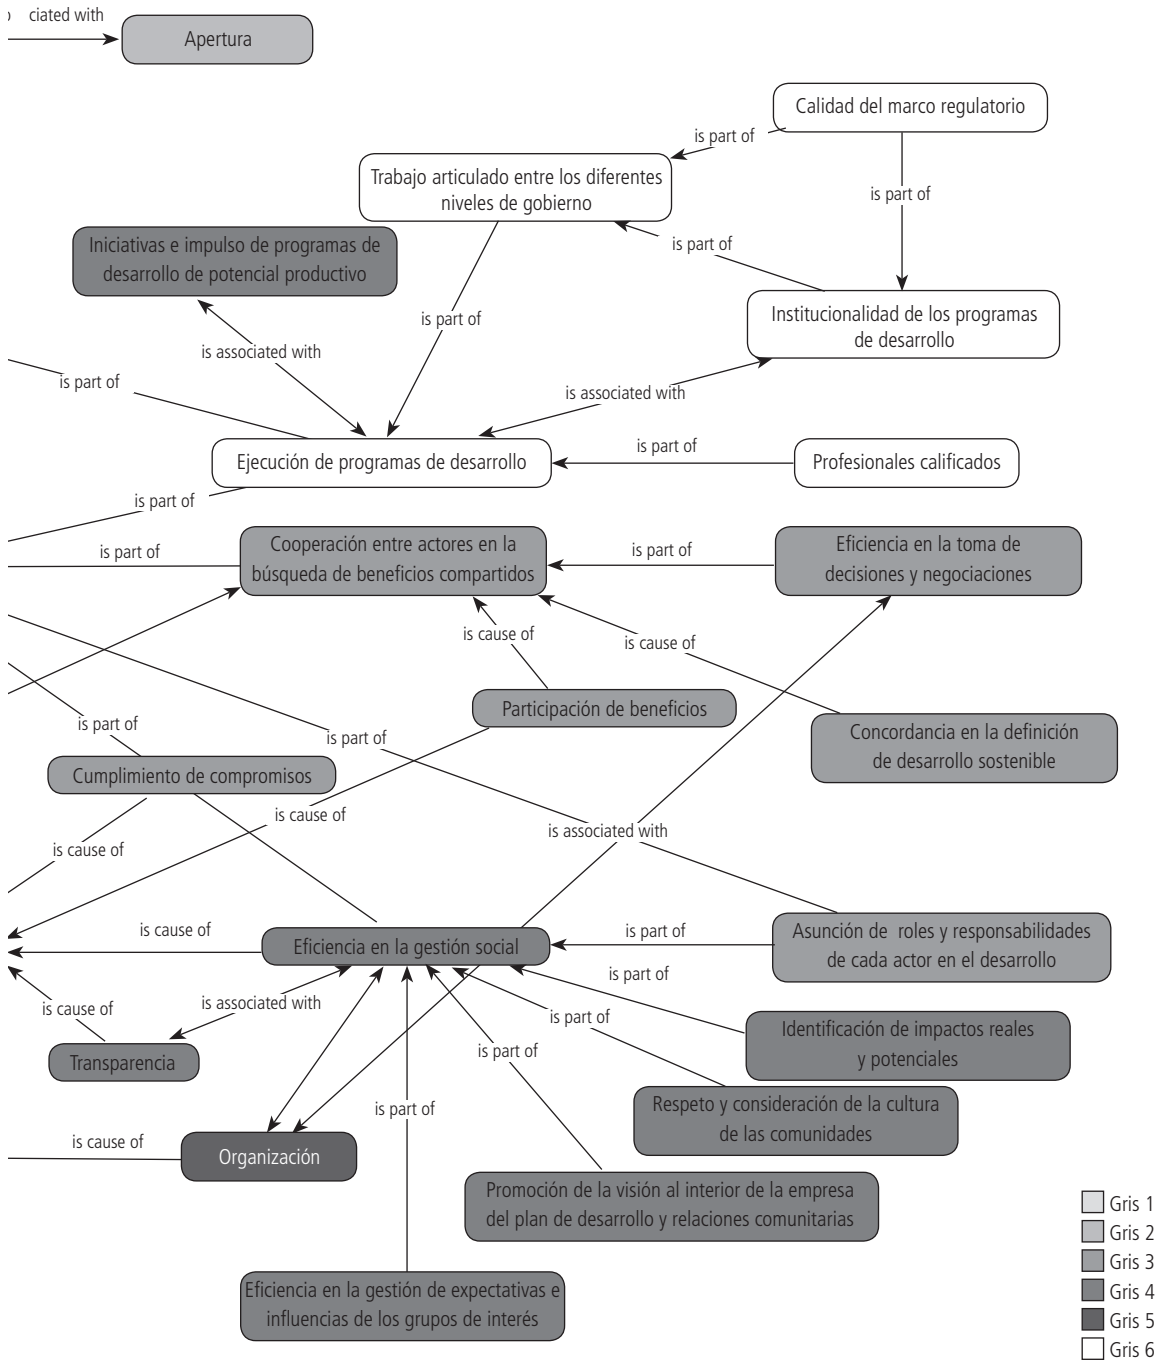 ciated with
Apertura
Calidad del marco regulatorio
is part of
Trabajo articulado entre los diferentes
niveles de gobierno
is part of
is part of
Iniciativas e impulso de programas de
desarrollo de potencial productivo
Institucionalidad de los programas
de desarrollo
is part of
is associated with
is part of
is associated with
Ejecución de programas de desarrollo
is part of
Profesionales calificados
is part of
is part of
Cooperación entre actores en la
búsqueda de beneficios compartidos
is part of
Eficiencia en la toma de
decisiones y negociaciones
is cause of
is cause of
Participación de beneficios
is part of
is part of
Concordancia en la definición
de desarrollo sostenible
Cumplimiento de compromisos
is cause of
is associated with
is cause of
is cause of
Eficiencia en la gestión social
is part of
Asunción de roles y responsabilidades
de cada actor en el desarrollo
is part of
is associated with
is cause of
is part of
Identificación de impactos reales
y potenciales
is part of
Transparencia
Respeto y consideración de la cultura
de las comunidades
is part of
is cause of
Organización
Promoción de la visión al interior de la empresa
del plan de desarrollo y relaciones comunitarias
Eficiencia en la gestión de expectativas e
influencias de los grupos de interés
Gris 1
Gris 2
Gris 3
Gris 4
Gris 5
Gris 6